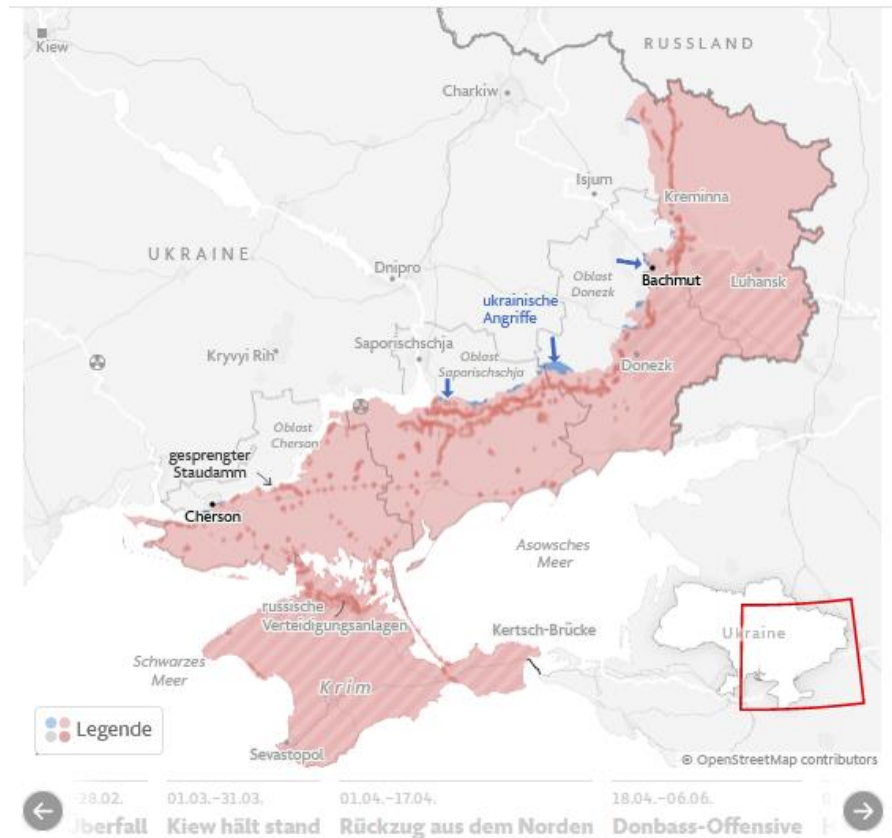 Kiew
RUSSLAND
Charkiw
Isjum
Kreminna
UKRAINE
Dnipro
Oblast
Donezk
Bachmut
Luhansk
ukrainische
Angriffe
Saporischschja
Kryvyi Rih
Oblast
Saporischschja
Donezk
Oblast
Cherson
gesprengter
Staudamm
Cherson
Asowsches
Meer
russische
Verteidigungsanlagen
Kertsch-Brücke
Ukraine
Schwarzes
Meer
Krim
Legende
Sevastopol
© OpenStreetMap contributors
28.02.
berfall
01.03.–31.03.
Kiew hält stand
01.04.–17.04.
Rückzug aus dem Norden
18.04.–06.06.
Donbass-Offensive